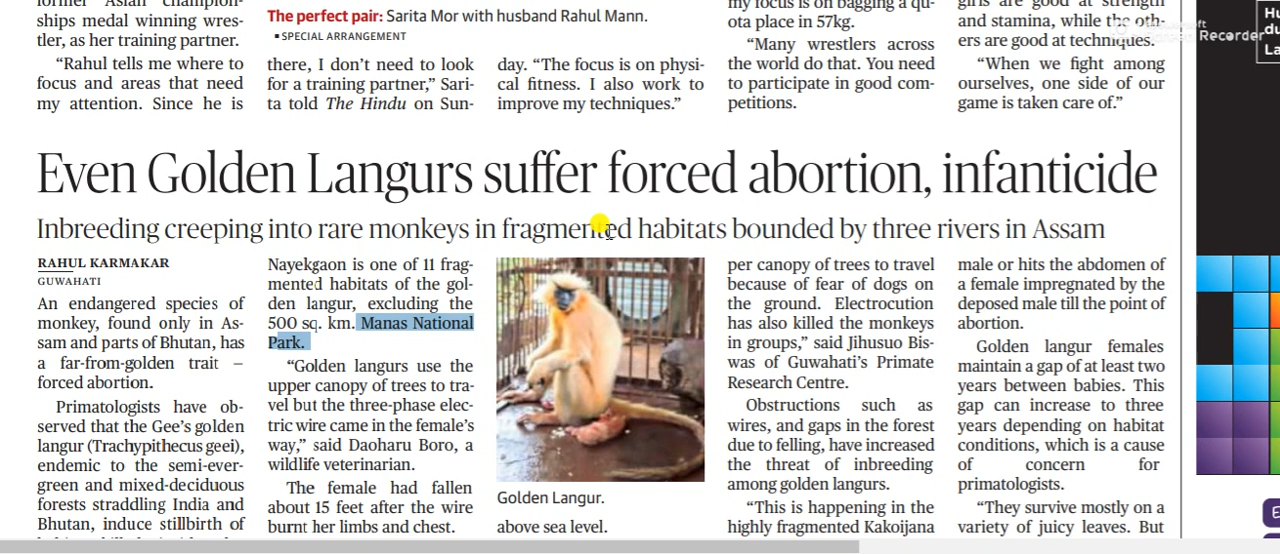 former Asian champion-
ships medal winning wres-
tler, as her training partner.
"Rahul tells me where to
focus and areas that need
my attention. Since he is
The perfect pair: Sarita Mor with husband Rahul Mann.
▪ SPECIAL ARRANGEMENT
there, I don't need to look
for a training partner," Sari-
ta told The Hindu on Sun-
day. "The focus is on physi-
cal fitness. I also work to
improve my techniques."
my focus is on bagging a qu-
ota place in 57kg.
"Many wrestlers across
the world do that. You need
to participate in good com-
petitions.
girls are good at strength
and stamina, while the oth-
ers are good at techniques.
"When we fight among
ourselves, one side of our
game is taken care of."
Screen Recorder
Hu
du
La
Even Golden Langurs suffer forced abortion, infanticide
Inbreeding creeping into rare monkeys in fragmented habitats bounded by three rivers in Assam
RAHUL KARMAKAR
GUWAHATI
An endangered species of
monkey, found only in As-
sam and parts of Bhutan, has
a far-from-golden trait –
forced abortion.
Primatologists have ob-
served that the Gee's golden
langur (Trachypithecus geei),
endemic to the semi-ever-
green and mixed-deciduous
forests straddling India and
Bhutan, induce stillbirth of
Nayekgaon is one of 11 frag-
mented habitats of the gol-
den langur, excluding the
500 sq. km. Manas National
Park.
"Golden langurs use the
upper canopy of trees to tra-
vel but the three-phase elec-
tric wire came in the female's
way," said Daoharu Boro, a
wildlife veterinarian.
The female had fallen
about 15 feet after the wire
burnt her limbs and chest.
Golden Langur.
above sea level.
per canopy of trees to travel
because of fear of dogs on
the ground. Electrocution
has also killed the monkeys
in groups," said Jihusuo Bis-
was of Guwahati's Primate
Research Centre.
Obstructions such as
wires, and gaps in the forest
due to felling, have increased
the threat of inbreeding
among golden langurs.
"This is happening in the
highly fragmented Kakoijana
male or hits the abdomen of
a female impregnated by the
deposed male till the point of
abortion.
Golden langur females
maintain a gap of at least two
years between babies. This
gap can increase to three
years depending on habitat
conditions, which is a cause
of concern for
primatologists.
"They survive mostly on a
variety of juicy leaves. But
E